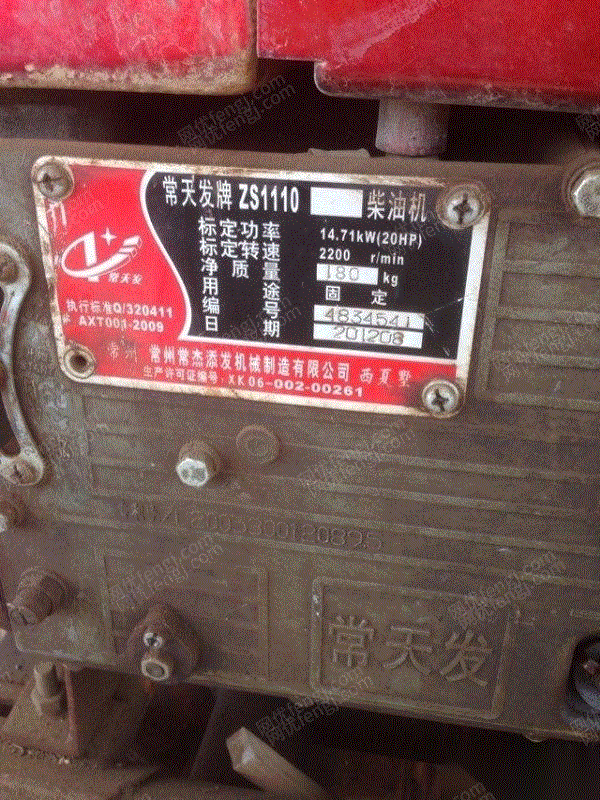 常天发牌 ZS1110 柴油机
标定功率 14.71kW(20HP)
标定转速 2200 r/min
净质量 180 kg
用途 固定
编号 4834541
日期 201208
常天发
执行标准Q/320411
AXT001-2009
常州 常州常杰添发机械制造有限公司 西夏墅
生产许可证编号: XK06-002-00261
常天发